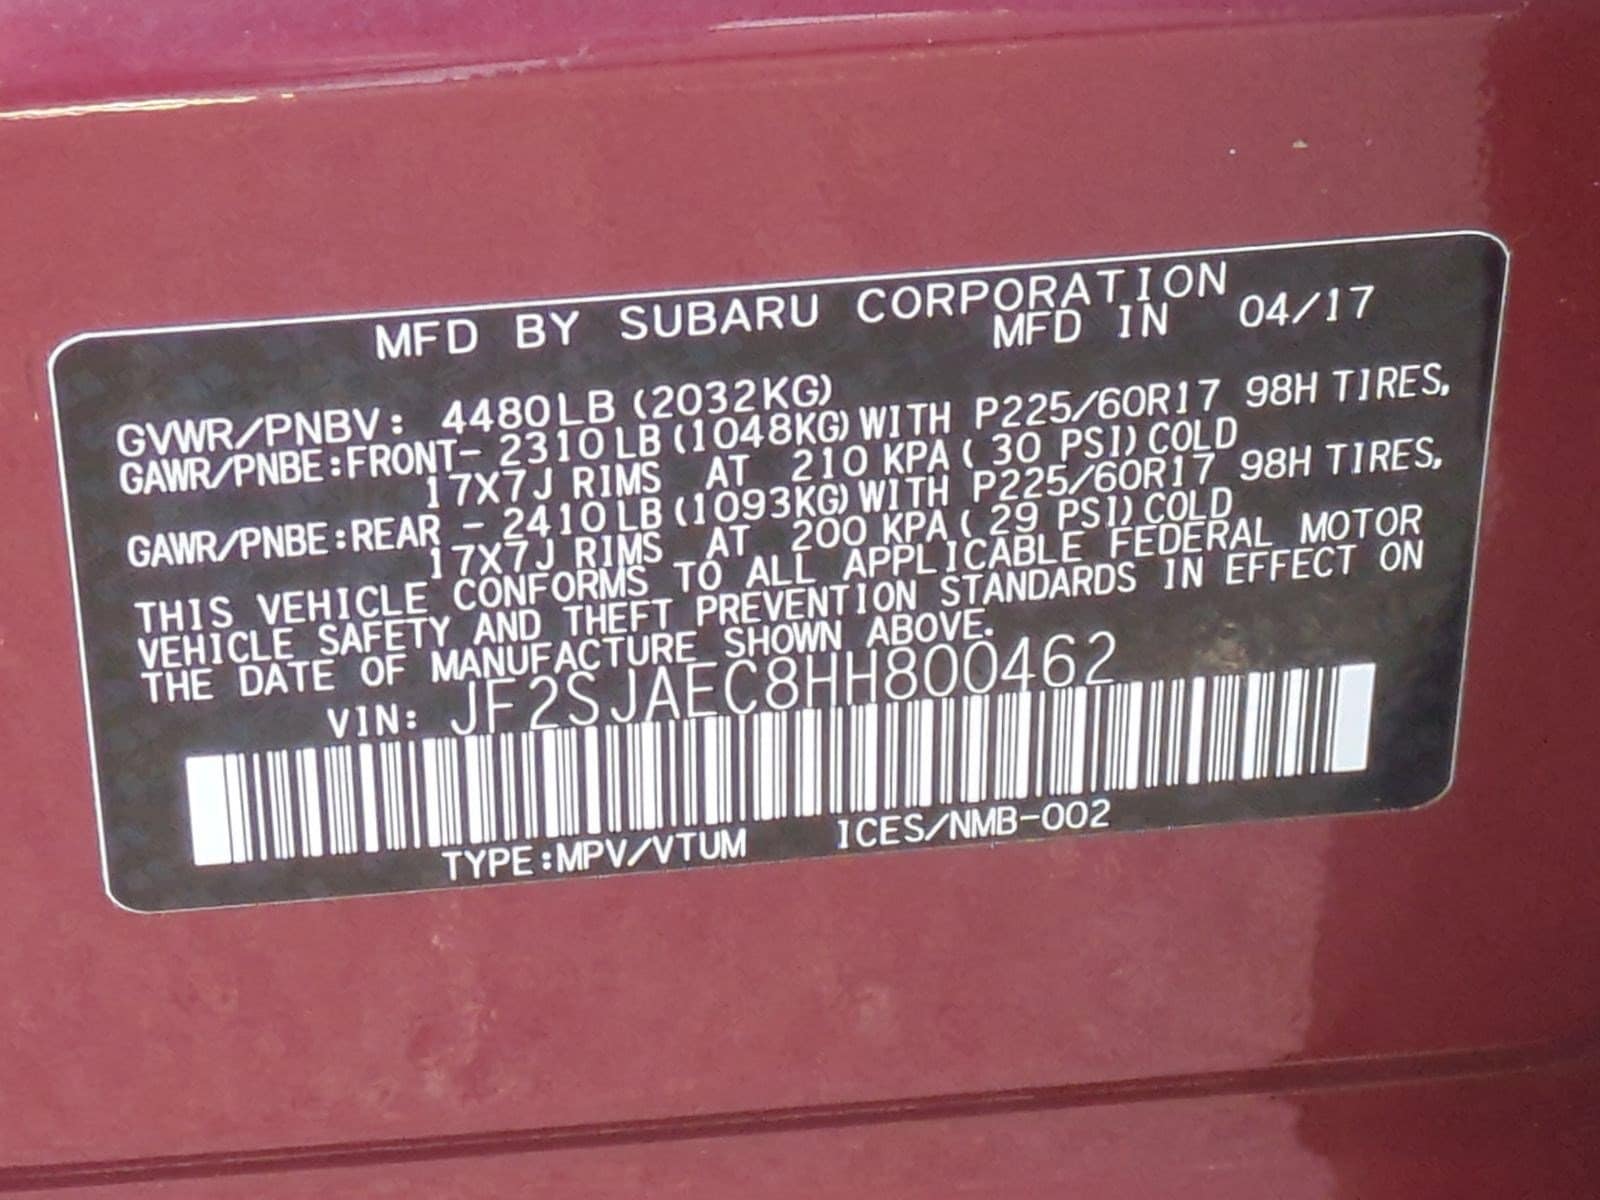 MFD BY SUBARU CORPORATION
MFD IN 04/17
GVWR/PNBV: 4480LB (2032KG)
GAWR/PNBE:FRONT- 2310LB (1048KG) WITH P225/60R17 98H TIRES,
17X7J RIMS AT 210 KPA ( 30 PSI) COLD
GAWR/PNBE:REAR - 2410LB (1093KG) WITH P225/60R17 98H TIRES,
17X7J RIMS AT 200 KPA ( 29 PSI) COLD
THIS VEHICLE CONFORMS TO ALL APPLICABLE FEDERAL MOTOR
VEHICLE SAFETY AND THEFT PREVENTION STANDARDS IN EFFECT ON
THE DATE OF MANUFACTURE SHOWN ABOVE.
VIN: JF2SJAEC8HH800462
TYPE:MPV/VTUM ICES/NMB-002